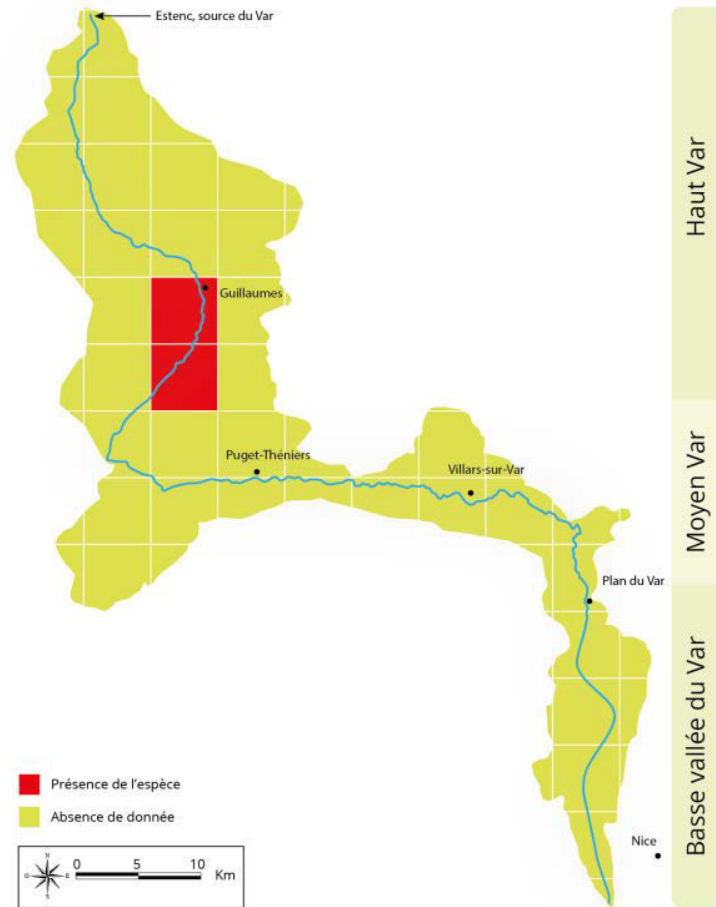 Estenc, source du Var
Haut Var
Guillaumes
Puget-Théniers
Villars-sur-Var
Moyen Var
Plan du Var
Basse vallée du Var
Présence de l'espèce
Absence de donnée
Nice
N
O
E
S
0
5
10
Km